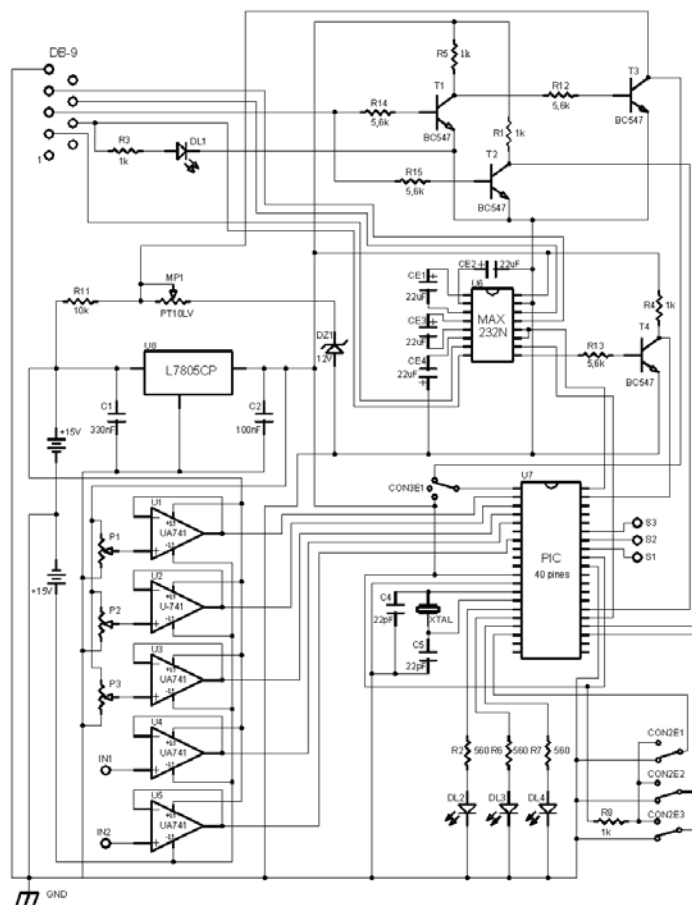 DB-9
1
R3
1k
DL1
R14
5,6k
R15
5,6k
R5
1k
T1
BC547
R1
1k
T2
BC547
R12
5,6k
T3
BC547
R11
10k
MP1
PT10LV
DZ1
12V
CE1
22uF
CE2
22uF
CE3
22uF
CE4
22uF
U6
MAX
232N
R4
1k
T4
BC547
R13
5,6k
U8
L7805CP
C1
330nF
C2
100nF
+15V
+15V
P1
P2
P3
IN1
IN2
U1
UA741
U2
U-741
U3
UA741
U4
UA741
U5
UA741
CON3E1
U7
PIC
40 pines
S3
S2
S1
C4
22pF
XTAL
C5
22pF
R2
560
R6
560
R7
560
DL2
DL3
DL4
R8
1k
CON2E1
CON2E2
CON2E3
GND